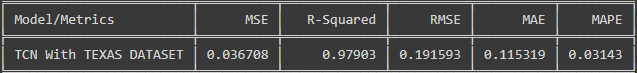 Model/Metrics MSE R-Squared RMSE MAE MAPE
TCN With TEXAS DATASET 0.036708 0.97903 0.191593 0.115319 0.03143